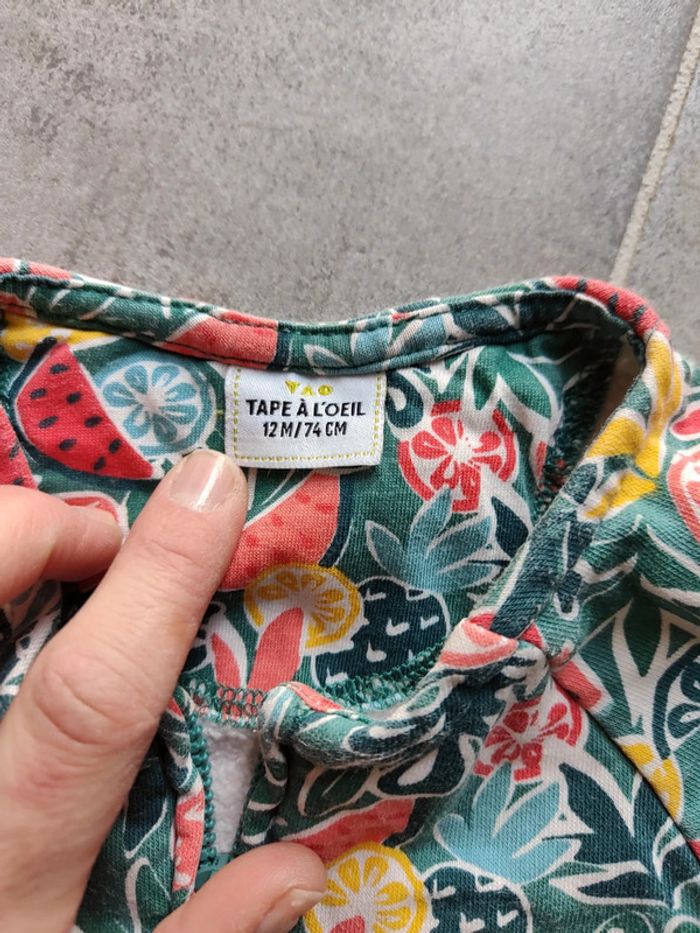 TAPE À L'OEIL
12 M/74 CM